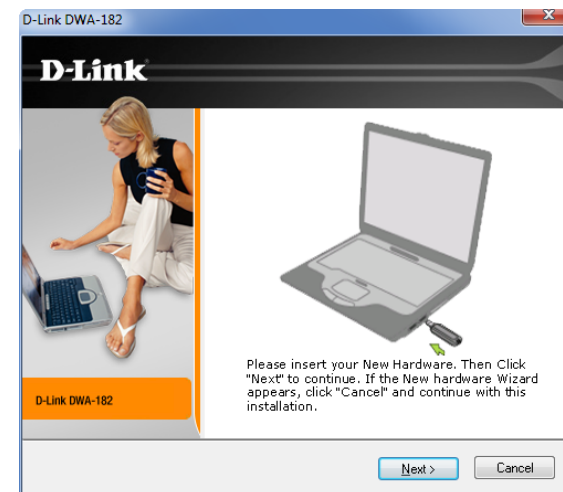 D-Link DWA-182
D-Link
Please insert your New Hardware. Then Click
"Next" to continue. If the New hardware Wizard
appears, click "Cancel" and continue with this
installation.
D-Link DWA-182
Next >
Cancel